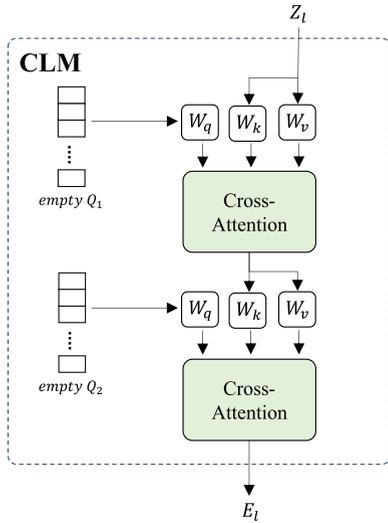 Z_l
CLM
W_q W_k W_v
empty Q_1
Cross-
Attention
W_q W_k W_v
empty Q_2
Cross-
Attention
E_l